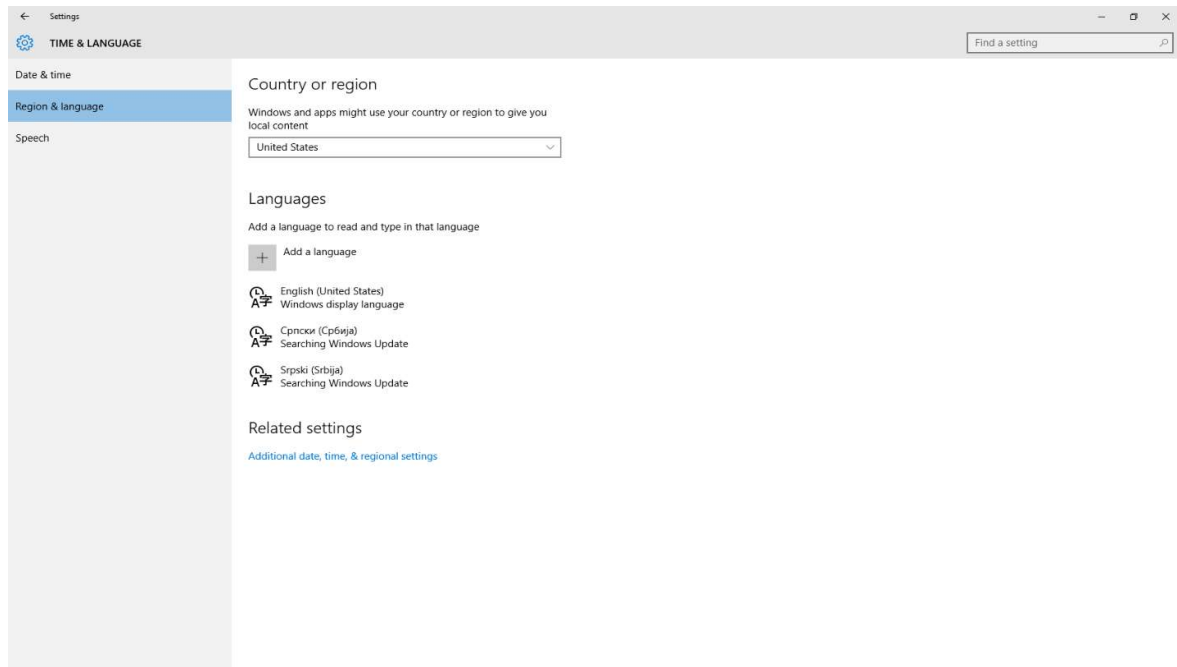 Settings
TIME & LANGUAGE
Find a setting
Date & time
Region & language
Speech
Country or region
Windows and apps might use your country or region to give you
local content
United States
Languages
Add a language to read and type in that language
Add a language
English (United States)
Windows display language
Српски (Србија)
Searching Windows Update
Srpski (Srbija)
Searching Windows Update
Related settings
Additional date, time, & regional settings